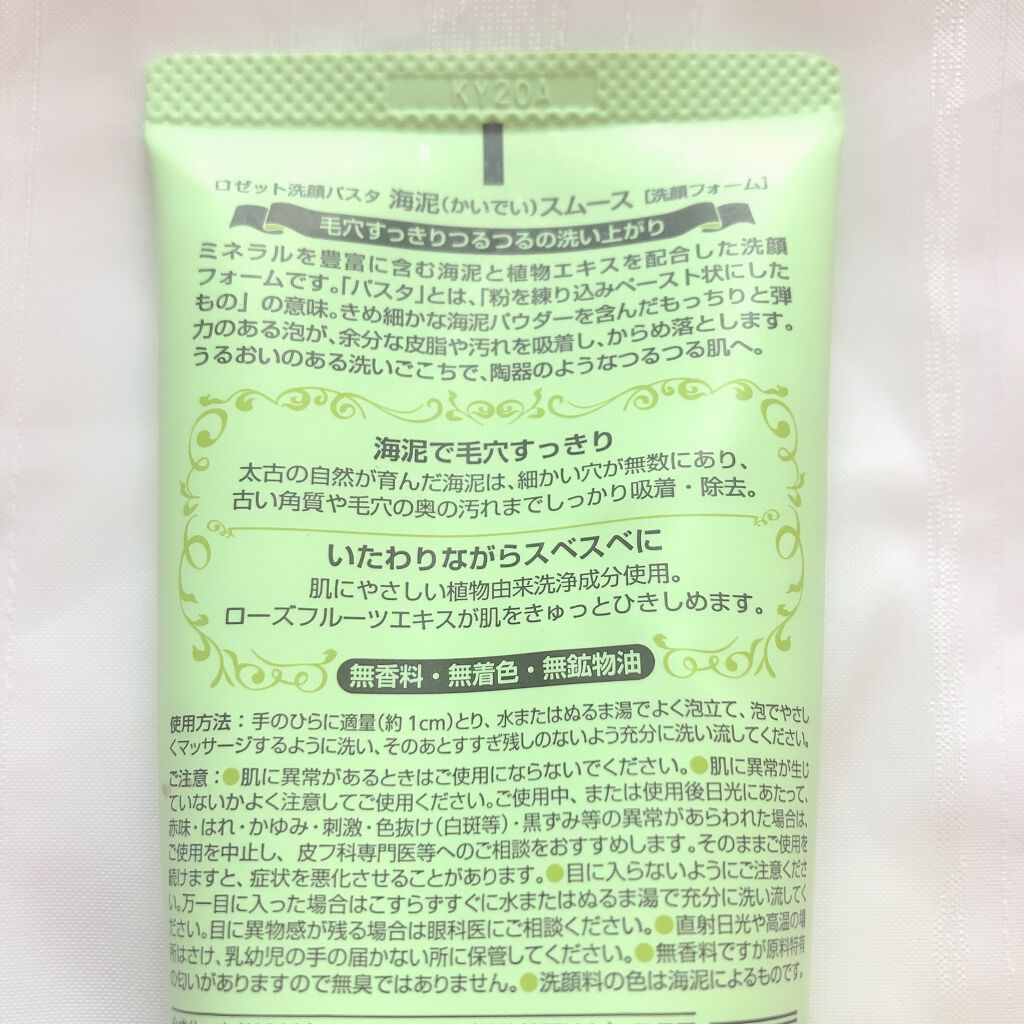 KY20A
ロゼット洗顔パスタ 海泥(かいでい)スムース [洗顔フォーム]
毛穴すっきりつるつるの洗い上がり
ミネラルを豊富に含む海泥と植物エキスを配合した洗顔
フォームです。「パスタ」とは、「粉を練り込みペースト状にした
もの」の意味。きめ細かな海泥パウダーを含んだもっちりと弾
力のある泡が、余分な皮脂や汚れを吸着し、からめ落とします。
うるおいのある洗いごこちで、陶器のようなつるつる肌へ。
海泥で毛穴すっきり
太古の自然が育んだ海泥は、細かい穴が無数にあり、
古い角質や毛穴の奥の汚れまでしっかり吸着・除去。
いたわりながらスベスベに
肌にやさしい植物由来洗浄成分使用。
ローズフルーツエキスが肌をきゅっとひきしめます。
無香料・無着色・無鉱物油
使用方法:手のひらに適量(約1cm)とり、水またはぬるま湯でよく泡立て、泡でやさし
くマッサージするように洗い、そのあとすすぎ残しのないよう充分に洗い流してください。
ご注意:●肌に異常があるときはご使用にならないでください。●肌に異常が生じ
ていないかよく注意してご使用ください。ご使用中、または使用後日光にあたって、
赤味・はれ・かゆみ・刺激・色抜け(白斑等)・黒ずみ等の異常があらわれた場合は、
ご使用を中止し、皮フ科専門医等へのご相談をおすすめします。そのままご使用を
続けますと、症状を悪化させることがあります。●目に入らないようにご注意くださ
い。万一目に入った場合はこすらずすぐに水またはぬるま湯で充分に洗い流してく
ださい。目に異物感が残る場合は眼科医にご相談ください。●直射日光や高温の場
所はさけ、乳幼児の手の届かない所に保管してください。●無香料ですが原料特有
の匂いがありますので無臭ではありません。●洗顔料の色は海泥によるものです。